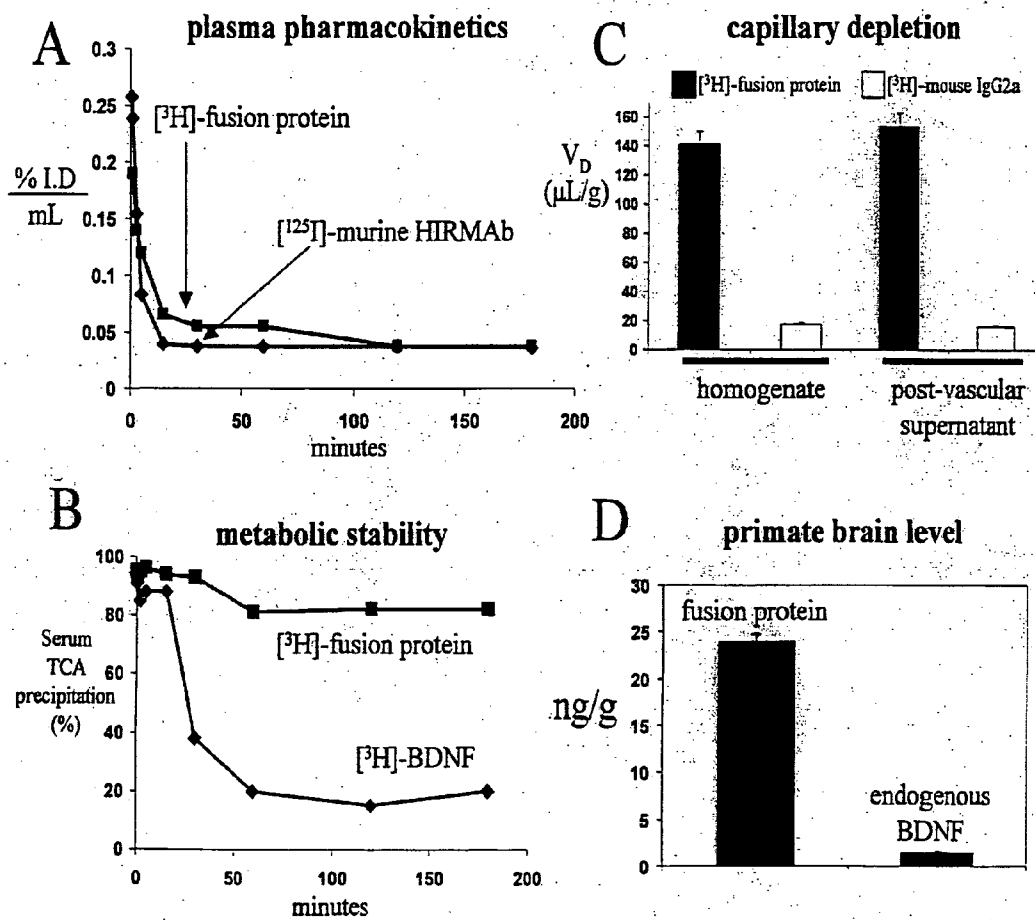 A
plasma pharmacokinetics
0.3
0.25
0.2
0.15
0.1
0.05
0
% I.D
mL
[³H]-fusion protein
[¹²⁵I]-murine HIRMAb
0 50 100 150 200
minutes
B
metabolic stability
100
80
60
40
20
0
Serum
TCA
precipitation
(%)
[³H]-fusion protein
[³H]-BDNF
0 50 100 150 200
minutes
C
capillary depletion
[³H]-fusion protein [³H]-mouse IgG2a
V_D
(µL/g)
160
140
120
100
80
60
40
20
0
homogenate
post-vascular
supernatant
D
primate brain level
30
25
20
15
10
5
0
ng/g
fusion protein
endogenous
BDNF